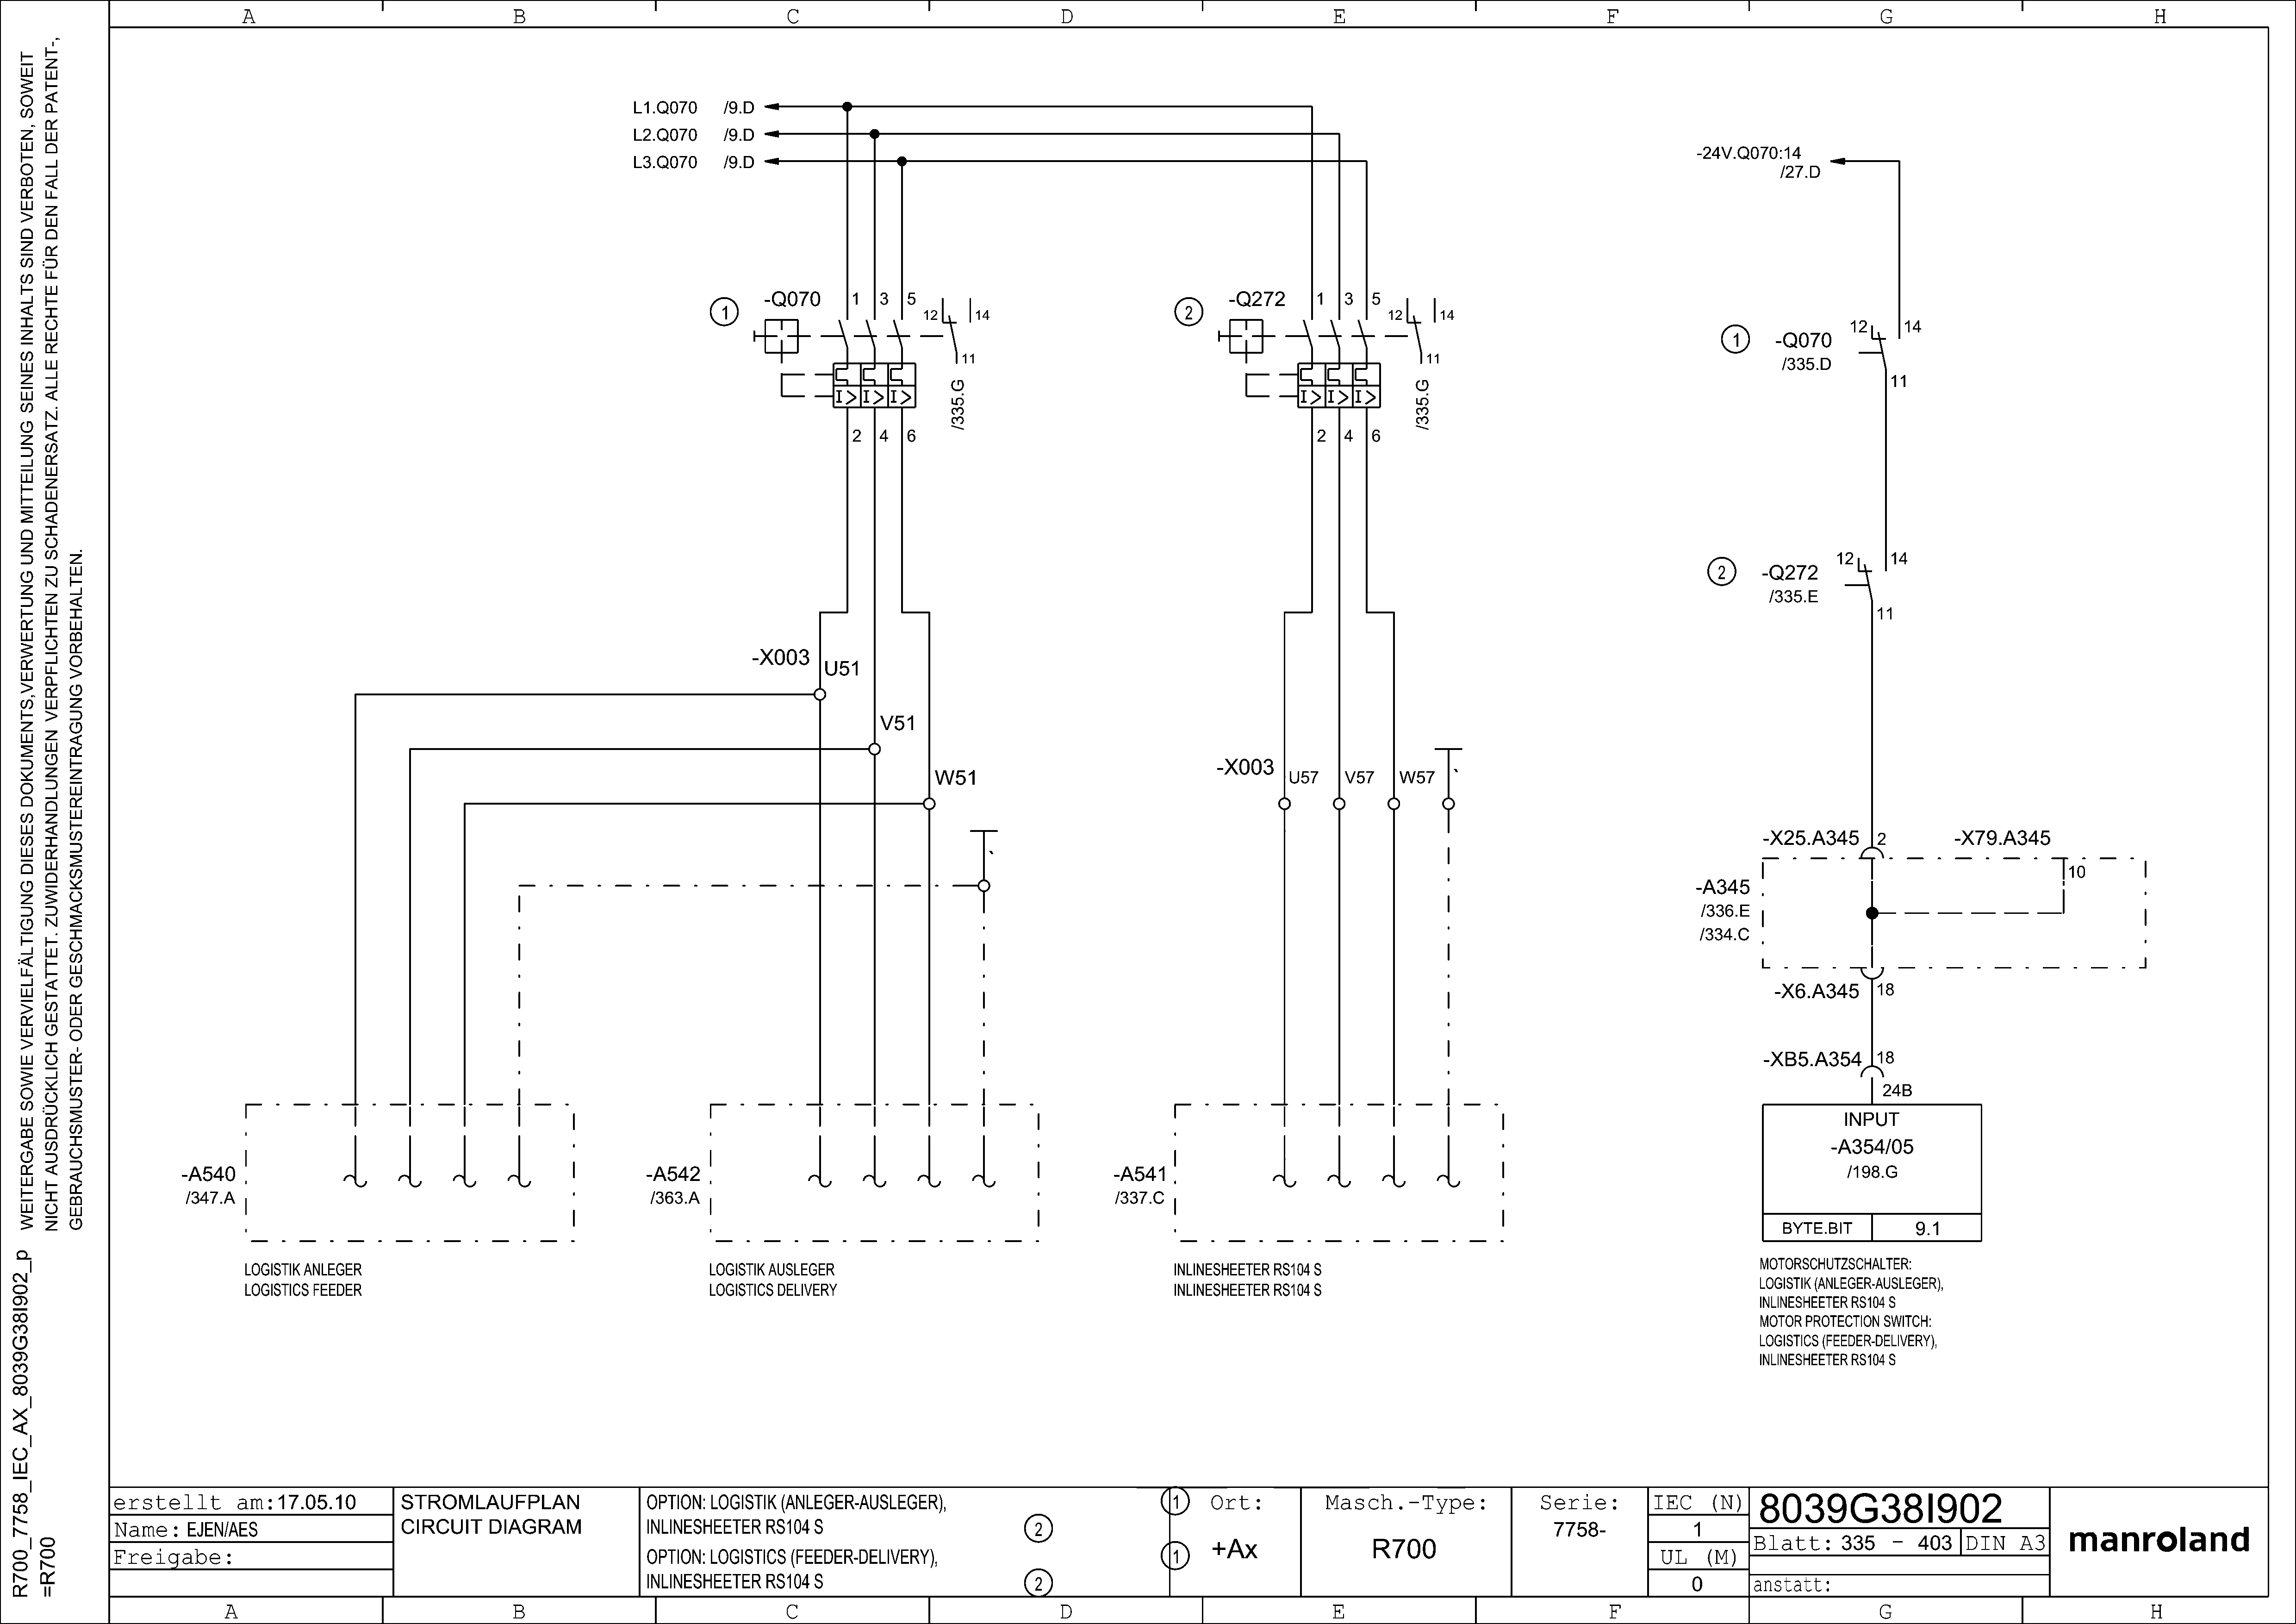 A B C D E F G H
L1.Q070 /9.D
L2.Q070 /9.D
L3.Q070 /9.D
-24V.Q070:14
/27.D
1 -Q070 1 3 5 12 14
11
/335.G
2 4 6
2 -Q272 1 3 5 12 14
11
/335.G
2 4 6
1 -Q070 12 14
/335.D
11
2 -Q272 12 14
/335.E
11
-X003 U51
V51
W51
-X003 U57 V57 W57
-X25.A345 2 -X79.A345
10
-A345
/336.E
/334.C
-X6.A345 18
-XB5.A354 18
24B
INPUT
-A354/05
/198.G
BYTE.BIT 9.1
-A540
/347.A
-A542
/363.A
-A541
/337.C
LOGISTIK ANLEGER
LOGISTICS FEEDER
LOGISTIK AUSLEGER
LOGISTICS DELIVERY
INLINESHEETER RS104 S
INLINESHEETER RS104 S
MOTORSCHUTZSCHALTER:
LOGISTIK (ANLEGER-AUSLEGER),
INLINESHEETER RS104 S
MOTOR PROTECTION SWITCH:
LOGISTICS (FEEDER-DELIVERY),
INLINESHEETER RS104 S
WEITERGABE SOWIE VERVIELFÄLTIGUNG DIESES DOKUMENTS,VERWERTUNG UND MITTEILUNG SEINES INHALTS SIND VERBOTEN, SOWEIT
NICHT AUSDRÜCKLICH GESTATTET. ZUWIDERHANDLUNGEN VERPFLICHTEN ZU SCHADENERSATZ. ALLE RECHTE FÜR DEN FALL DER PATENT-,
GEBRAUCHSMUSTER- ODER GESCHMACKSMUSTEREINTRAGUNG VORBEHALTEN.
R700_7758_IEC_AX_8039G38I902_p
=R700
erstellt am:17.05.10
Name: EJEN/AES
Freigabe:
STROMLAUFPLAN
CIRCUIT DIAGRAM
OPTION: LOGISTIK (ANLEGER-AUSLEGER), 1
INLINESHEETER RS104 S 2
OPTION: LOGISTICS (FEEDER-DELIVERY), 1
INLINESHEETER RS104 S 2
Ort:
+Ax
Masch.-Type:
R700
Serie:
7758-
IEC (N)
1
UL (M)
0
8039G38I902
Blatt: 335 - 403 DIN A3
anstatt:
manroland
A B C D E F G H